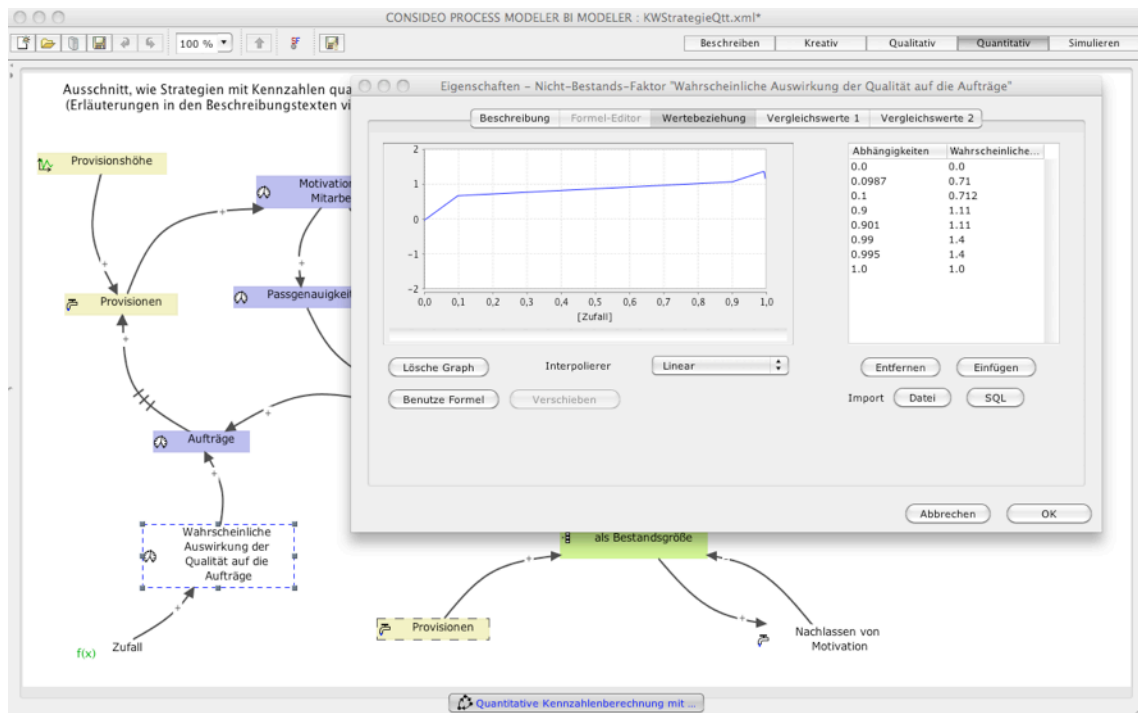 CONSIDEO PROCESS MODELER BI MODELER : KWStrategieQtt.xml*
100 %
SF
Beschreiben Kreativ Qualitativ Quantitativ Simulieren
Ausschnitt, wie Strategien mit Kennzahlen qua
(Erläuterungen in den Beschreibungstexten vi
Eigenschaften – Nicht-Bestands-Faktor "Wahrscheinliche Auswirkung der Qualität auf die Aufträge"
Beschreibung Formel-Editor Wertebeziehung Vergleichswerte 1 Vergleichswerte 2
2
1
0
−1
−2
0,0 0,1 0,2 0,3 0,4 0,5 0,6 0,7 0,8 0,9 1,0
[Zufall]
Abhängigkeiten Wahrscheinliche...
0.0 0.0
0.0987 0.71
0.1 0.712
0.9 1.11
0.901 1.11
0.99 1.4
0.995 1.4
1.0 1.0
Lösche Graph Interpolierer Linear Entfernen Einfügen
Benutze Formel Verschieben Import Datei SQL
Abbrechen OK
Provisionshöhe
+
Motivation
Mitarbe
+
+
+
Provisionen
Passgenauigkeit
+
+
Aufträge
+
Wahrscheinliche
Auswirkung der
Qualität auf die
Aufträge
+
f(x) Zufall
als Bestandsgröße
+
-
+
Provisionen
Nachlassen von
Motivation
Quantitative Kennzahlenberechnung mit ...